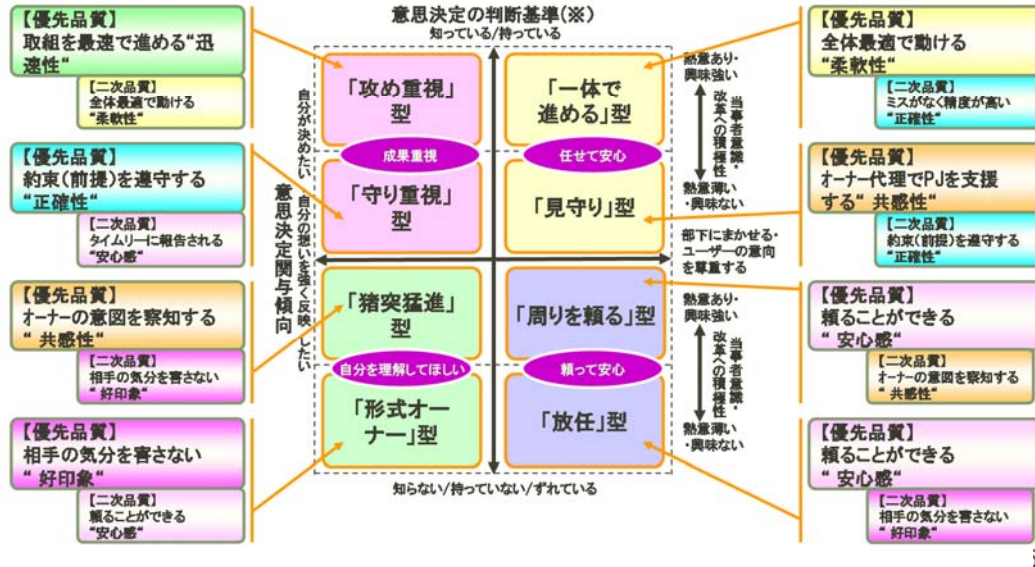 意思決定の判断基準(※)
知っている/持っている
【優先品質】
取組を最速で進める“迅
速性“
【二次品質】
全体最適で動ける
“柔軟性“
【優先品質】
約束(前提)を遵守する
“正確性“
【二次品質】
タイムリーに報告される
“安心感“
【優先品質】
オーナーの意図を察知する
“ 共感性“
【二次品質】
相手の気分を害さない
“ 好印象“
【優先品質】
相手の気分を害さない
“ 好印象“
【二次品質】
頼ることができる
“安心感“
意思決定関与傾向
自分が決めたい
自分の想いを強く反映したい
「攻め重視」
型
成果重視
「守り重視」
型
「猪突猛進」
型
自分を理解してほしい
「形式オー
ナー」型
「一体で
進める」型
任せて安心
「見守り」型
「周りを頼る」型
頼って安心
「放任」型
知らない/持っていない/ずれている
熱意あり・
興味強い
当事者意識・
改革への積極性
熱意薄い
・興味ない
部下にまかせる・
ユーザーの意向
を尊重する
熱意あり・
興味強い
当事者意識・
改革への積極性
熱意薄い
・興味ない
【優先品質】
全体最適で動ける
“柔軟性“
【二次品質】
ミスがなく精度が高い
“正確性“
【優先品質】
オーナー代理でPJを支援
する“ 共感性“
【二次品質】
約束(前提)を遵守する
“正確性“
【優先品質】
頼ることができる
“ 安心感“
【二次品質】
オーナーの意図を察知する
“ 共感性“
【優先品質】
頼ることができる
“ 安心感“
【二次品質】
相手の気分を害さない
“ 好印象“